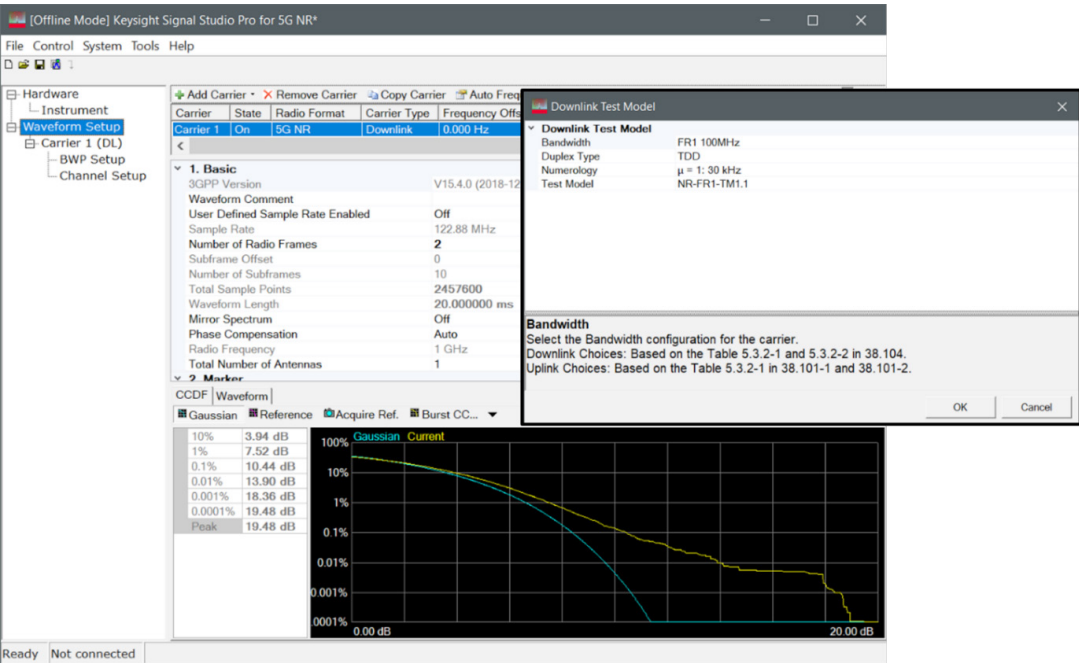 [Offline Mode] Keysight Signal Studio Pro for 5G NR*
File Control System Tools Help
Hardware
Instrument
Waveform Setup
Carrier 1 (DL)
BWP Setup
Channel Setup
Add Carrier Remove Carrier Copy Carrier Auto Freq
Carrier State Radio Format Carrier Type Frequency Offs
Carrier 1 On 5G NR Downlink 0.000 Hz
1. Basic
3GPP Version V15.4.0 (2018-12
Waveform Comment
User Defined Sample Rate Enabled Off
Sample Rate 122.88 MHz
Number of Radio Frames 2
Subframe Offset 0
Number of Subframes 10
Total Sample Points 2457600
Waveform Length 20.000000 ms
Mirror Spectrum Off
Phase Compensation Auto
Radio Frequency 1 GHz
Total Number of Antennas 1
2. Marker
Downlink Test Model
Downlink Test Model
Bandwidth FR1 100MHz
Duplex Type TDD
Numerology μ = 1: 30 kHz
Test Model NR-FR1-TM1.1
Bandwidth
Select the Bandwidth configuration for the carrier.
Downlink Choices: Based on the Table 5.3.2-1 and 5.3.2-2 in 38.104.
Uplink Choices: Based on the Table 5.3.2-1 in 38.101-1 and 38.101-2.
OK Cancel
CCDF Waveform
Gaussian Reference Acquire Ref. Burst CC...
10% 3.94 dB
1% 7.52 dB
0.1% 10.44 dB
0.01% 13.90 dB
0.001% 18.36 dB
0.0001% 19.48 dB
Peak 19.48 dB
Gaussian Current
100%
10%
1%
0.1%
0.01%
0.001%
.0001%
0.00 dB 20.00 dB
Ready Not connected